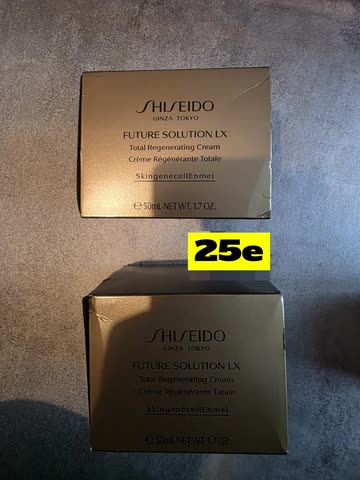 SHISEIDO
GINZA TOKYO
FUTURE SOLUTION LX
Total Regenerating Cream
Crème Régénérante Totale
SkingenecellEnmei
℮ 50mL NET WT. 1.7 OZ.
25e
SHISEIDO
GINZA TOKYO
FUTURE SOLUTION LX
Total Regenerating Cream
Crème Régénérante Totale
SkingenecellEnmei
℮ 50mL NET WT. 1.7 OZ.